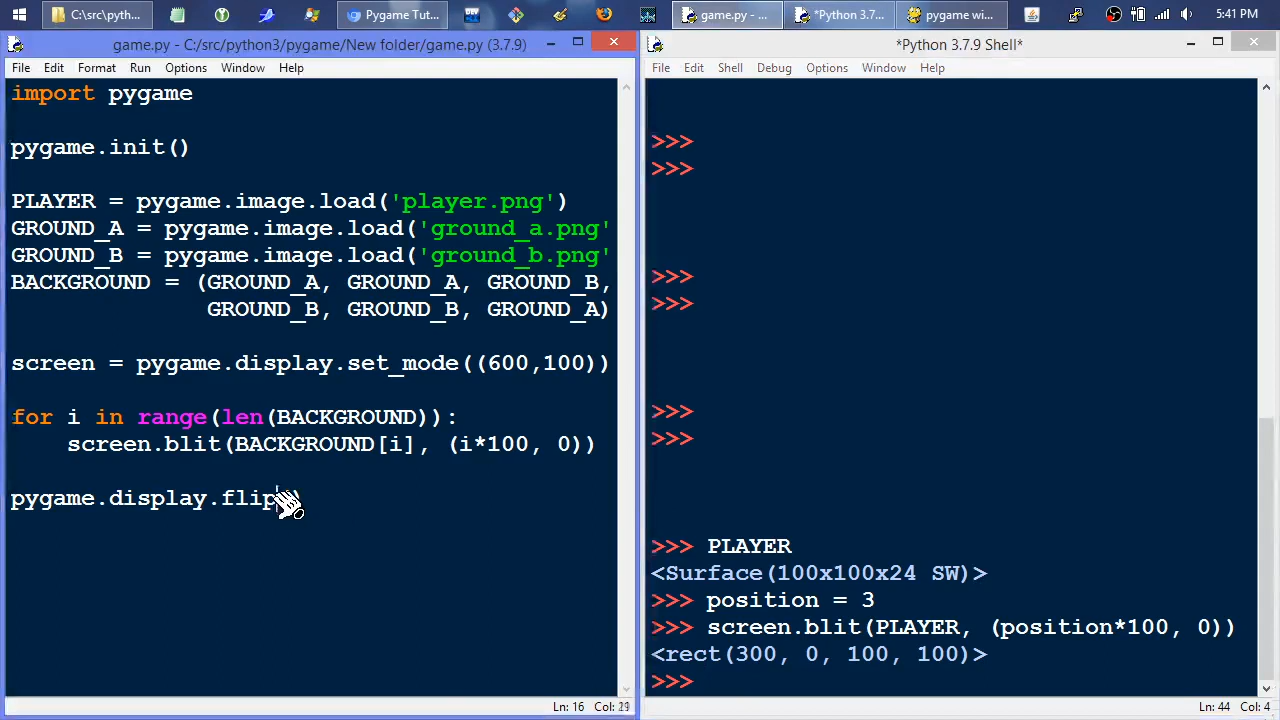 C:\src\pyth...
Pygame Tut...
game.py - ...
*Python 3.7...
pygame wi...
5:41 PM
game.py - C:/src/python3/pygame/New folder/game.py (3.7.9)
File Edit Format Run Options Window Help
import pygame
pygame.init()
PLAYER = pygame.image.load('player.png')
GROUND_A = pygame.image.load('ground_a.png'
GROUND_B = pygame.image.load('ground_b.png'
BACKGROUND = (GROUND_A, GROUND_A, GROUND_B,
GROUND_B, GROUND_B, GROUND_A)
screen = pygame.display.set_mode((600,100))
for i in range(len(BACKGROUND)):
screen.blit(BACKGROUND[i], (i*100, 0))
pygame.display.flip
Ln: 16 Col: 29
*Python 3.7.9 Shell*
File Edit Shell Debug Options Window Help
>>>
>>>
>>>
>>>
>>>
>>>
>>> PLAYER
<Surface(100x100x24 SW)>
>>> position = 3
>>> screen.blit(PLAYER, (position*100, 0))
<rect(300, 0, 100, 100)>
>>>
Ln: 44 Col: 4